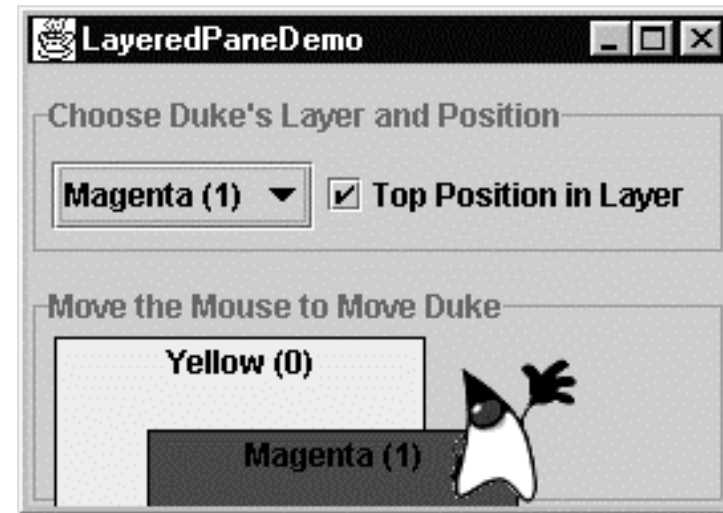 LayeredPaneDemo
Choose Duke's Layer and Position
Magenta (1) Top Position in Layer
Move the Mouse to Move Duke
Yellow (0)
Magenta (1)